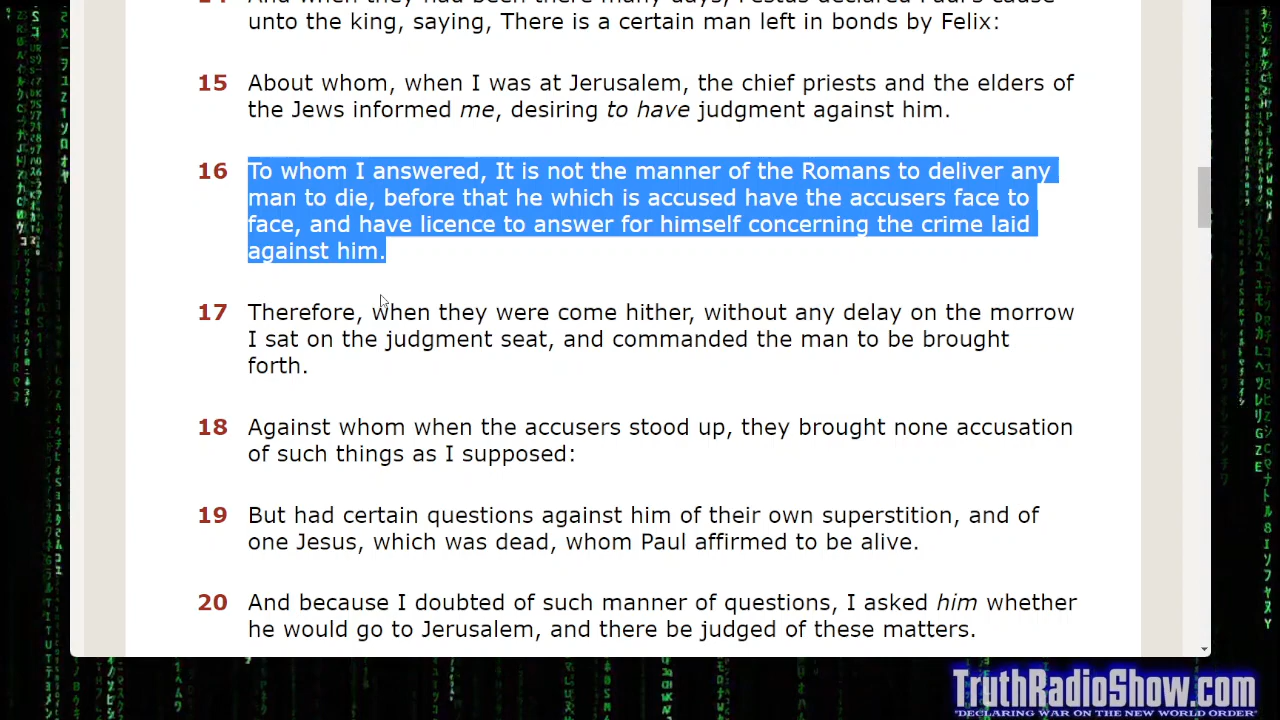 unto the king, saying, There is a certain man left in bonds by Felix:
15 About whom, when I was at Jerusalem, the chief priests and the elders of
the Jews informed me, desiring to have judgment against him.
16 To whom I answered, It is not the manner of the Romans to deliver any
man to die, before that he which is accused have the accusers face to
face, and have licence to answer for himself concerning the crime laid
against him.
17 Therefore, when they were come hither, without any delay on the morrow
I sat on the judgment seat, and commanded the man to be brought
forth.
18 Against whom when the accusers stood up, they brought none accusation
of such things as I supposed:
19 But had certain questions against him of their own superstition, and of
one Jesus, which was dead, whom Paul affirmed to be alive.
20 And because I doubted of such manner of questions, I asked him whether
he would go to Jerusalem, and there be judged of these matters.
TruthRadioShow.com
"DECLARING WAR ON THE NEW WORLD ORDER"